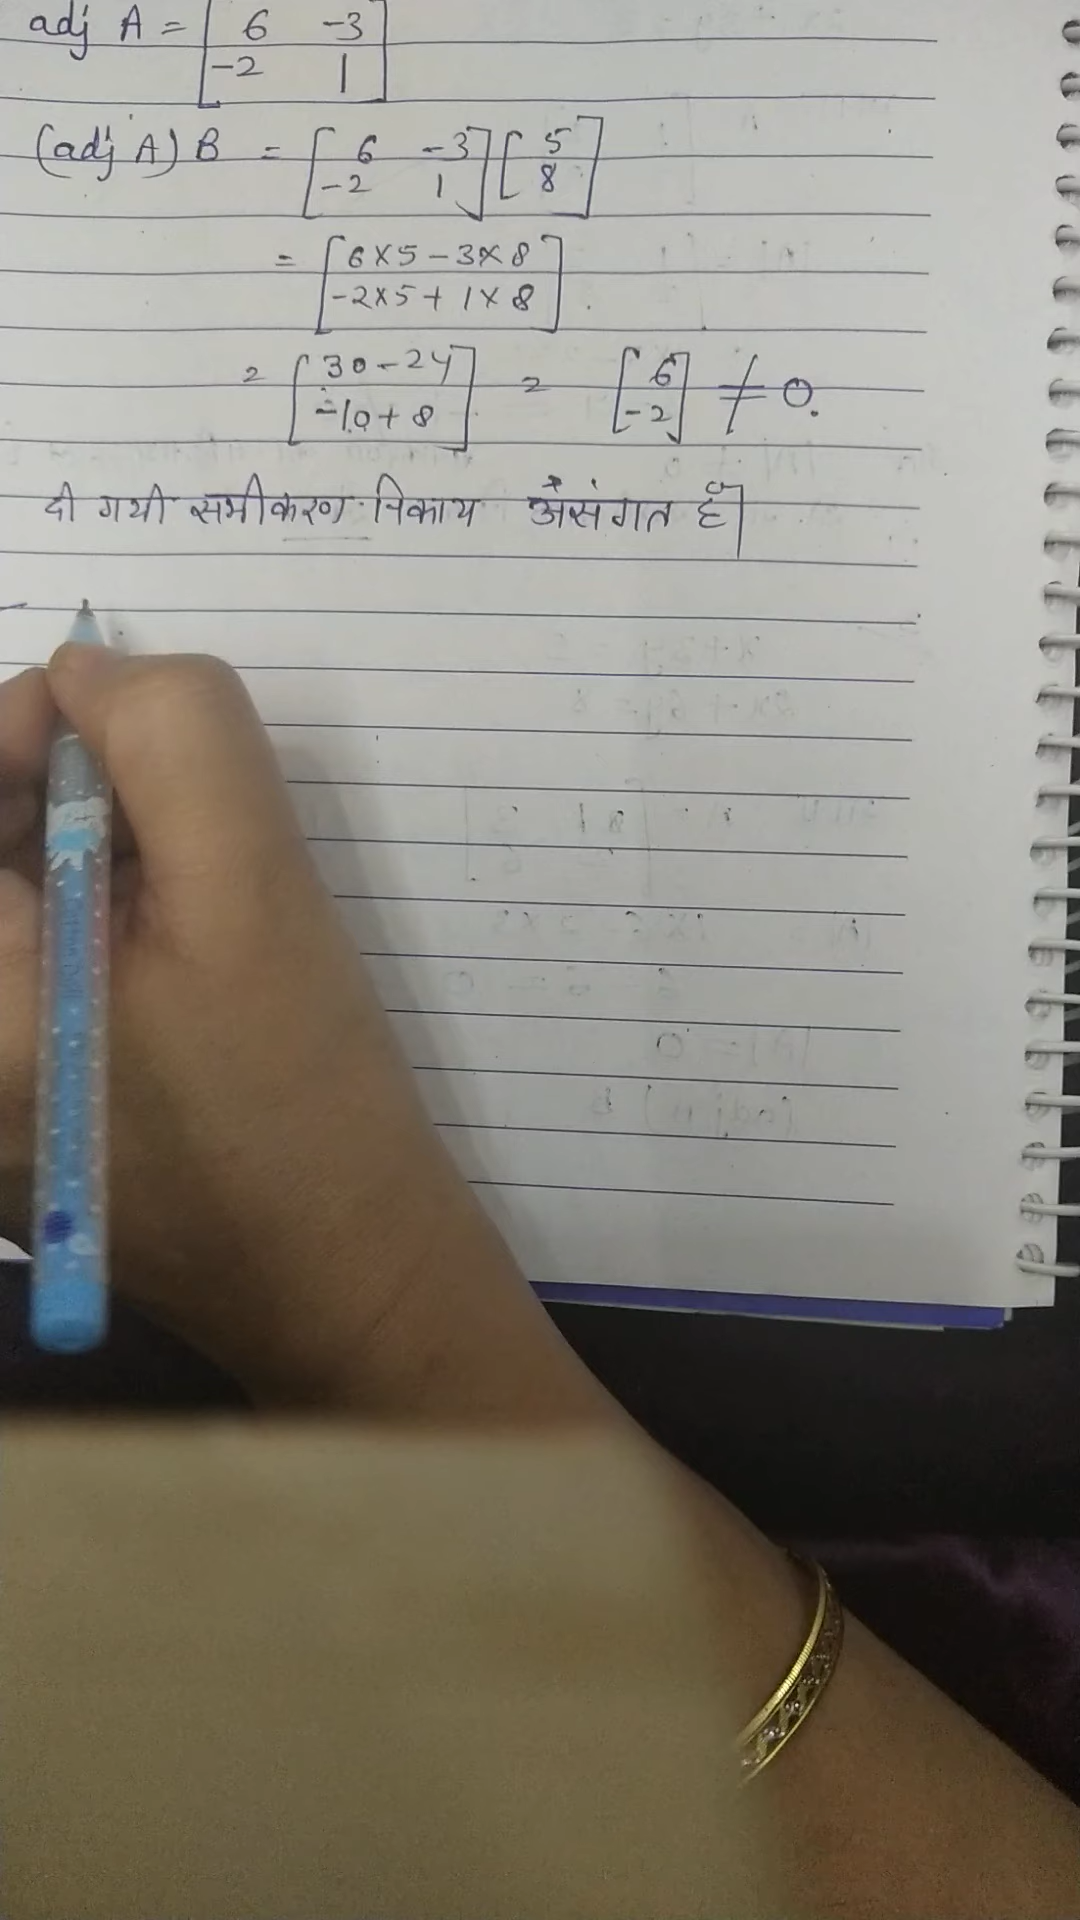 adj A = [ 6 -3
-2 1 ]
(adj A) B = [ 6 -3 ] [ 5 ]
[ -2 1 ] [ 8 ]
= [ 6×5 - 3×8 ]
[ -2×5 + 1×8 ]
= [ 30 - 24 ] = [ 6 ] ≠ 0.
[ -10 + 8 ] [ -2 ]
दी गयी समीकरण निकाय असंगत है।